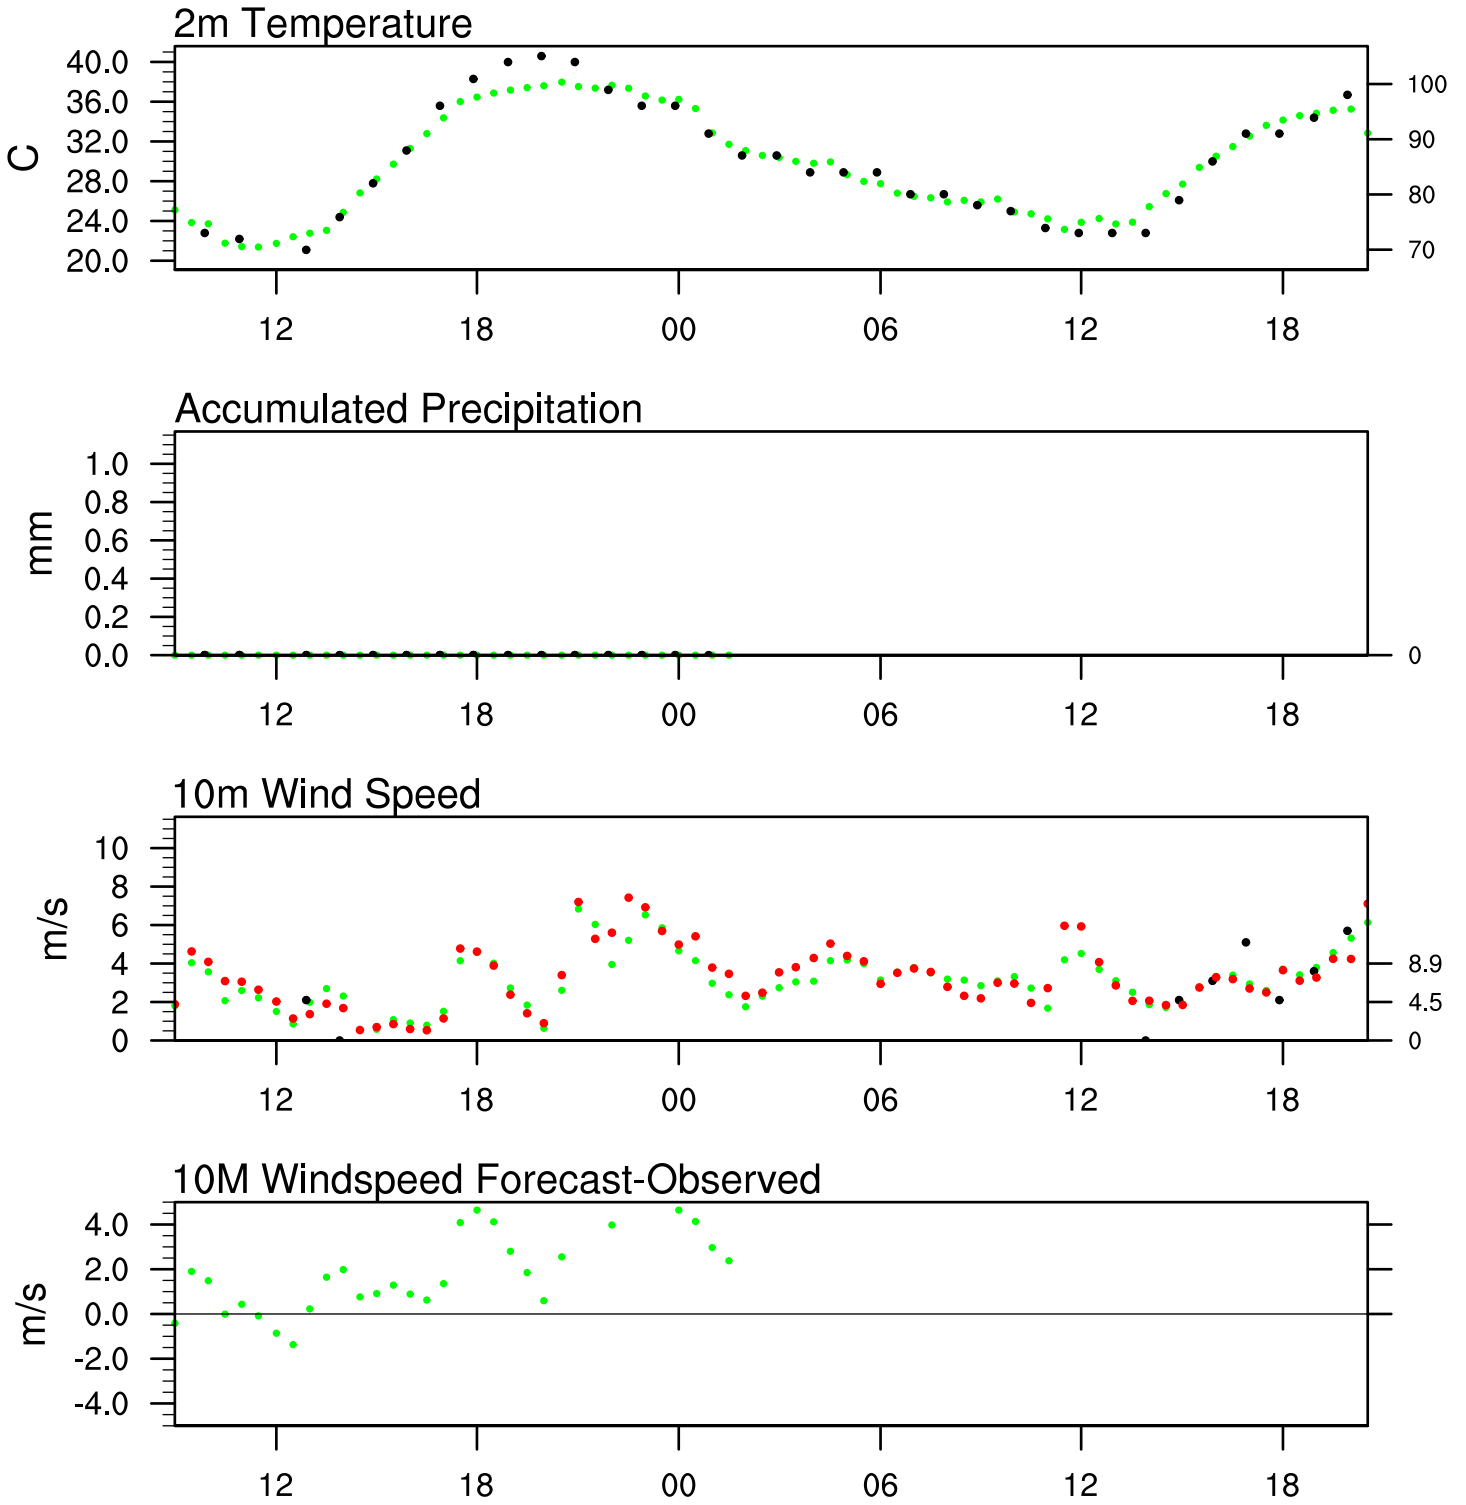 2m Temperature
40.0
36.0
32.0
28.0
24.0
20.0
C
100
90
80
70
12 18 00 06 12 18
Accumulated Precipitation
1.0
0.8
0.6
0.4
0.2
0.0
mm
0
12 18 00 06 12 18
10m Wind Speed
10
8
6
4
2
0
m/s
8.9
4.5
0
12 18 00 06 12 18
10M Windspeed Forecast-Observed
4.0
2.0
0.0
-2.0
-4.0
m/s
12 18 00 06 12 18